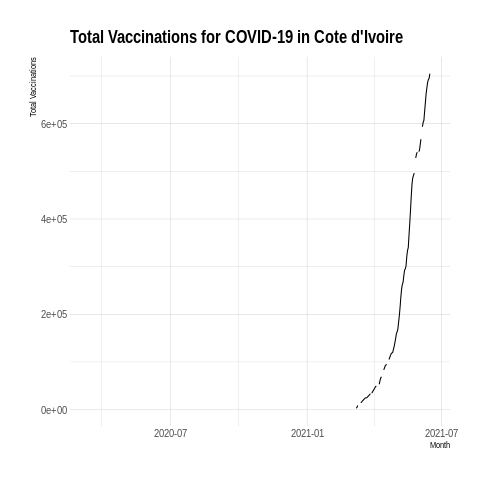 Total Vaccinations for COVID-19 in Cote d'Ivoire
Total Vaccinations
6e+05
4e+05
2e+05
0e+00
2020-07 2021-01 2021-07
Month